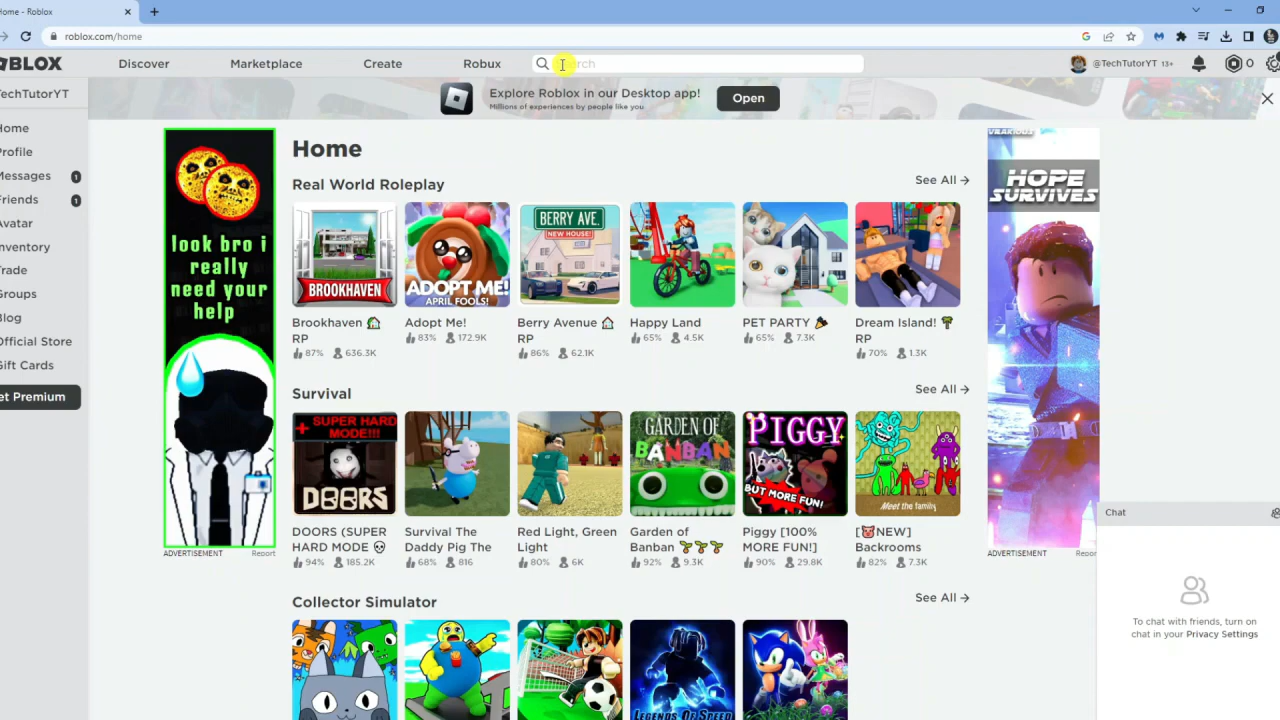 Home - Roblox
roblox.com/home
BLOX
Discover
Marketplace
Create
Robux
Search
@TechTutorYT 13+
0
TechTutorYT
Explore Roblox in our Desktop app!
Millions of experiences by people like you.
Open
Home
Profile
Messages 1
Friends 1
Avatar
Inventory
Trade
Groups
Blog
Official Store
Gift Cards
Get Premium
look bro i
really
need your
help
ADVERTISEMENT
Report
Home
Real World Roleplay
See All →
BROOKHAVEN
ADOPT ME!
APRIL FOOLS!
BERRY AVE.
NEW HOUSE!
Brookhaven 🏡
RP
87% 636.3K
Adopt Me!
83% 172.9K
Berry Avenue 🏠
RP
86% 62.1K
Happy Land
65% 4.5K
PET PARTY 🎉
65% 7.3K
Dream Island! 🌴
RP
70% 1.3K
Survival
See All →
+ SUPER HARD
MODE!!!
DOORS
GARDEN OF
BANBAN
PIGGY
BUT MORE FUN!
Meet the family
DOORS (SUPER
HARD MODE 💀
94% 185.2K
Survival The
Daddy Pig The
68% 816
Red Light, Green
Light
80% 6K
Garden of
Banban 🌱🌱🌱
92% 9.3K
Piggy [100%
MORE FUN!]
90% 29.8K
[🐷NEW]
Backrooms
82% 7.3K
Collector Simulator
See All →
LEGENDS OF SPEED
HOPE
SURVIVES
ADVERTISEMENT
Report
Chat
To chat with friends, turn on
chat in your Privacy Settings